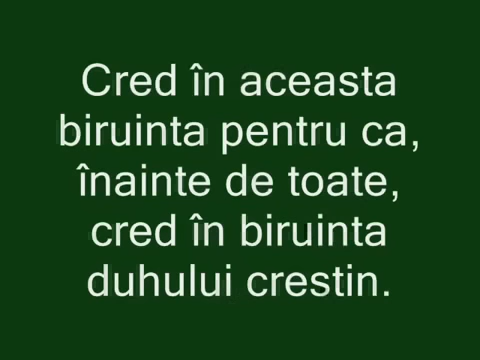 Cred în aceasta
biruinta pentru ca,
înainte de toate,
cred în biruinta
duhului crestin.